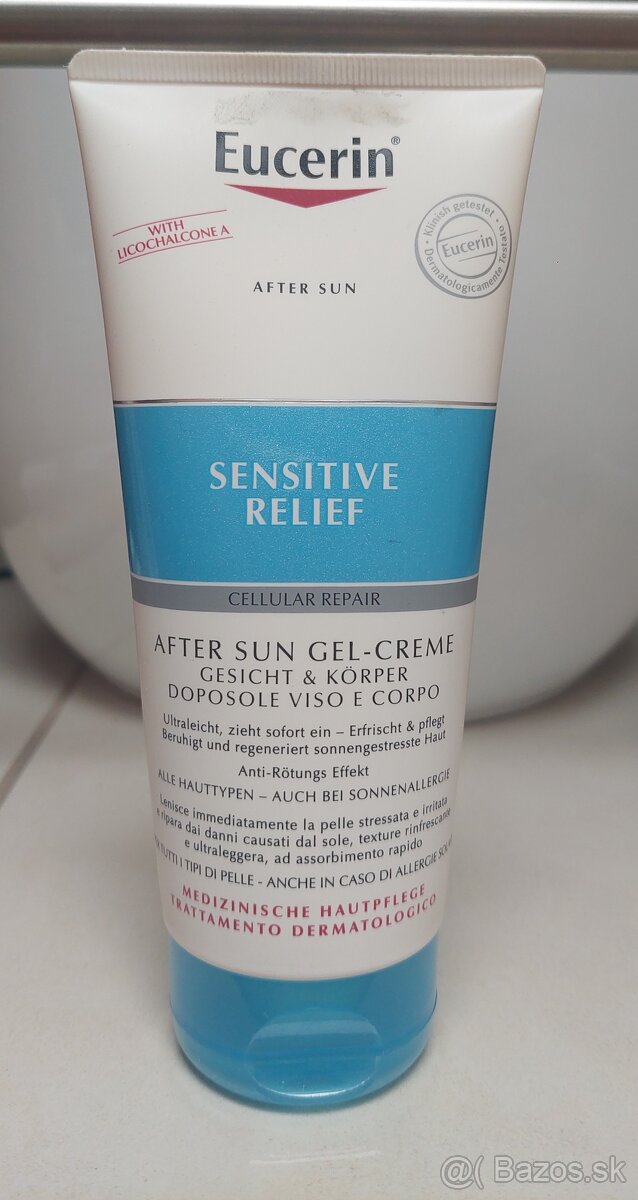 Eucerin®
WITH
LICOCHALCONE A
Klinish getestet • Dermatologicamente Testato •
Eucerin
AFTER SUN
SENSITIVE
RELIEF
CELLULAR REPAIR
AFTER SUN GEL-CREME
GESICHT & KÖRPER
DOPOSOLE VISO E CORPO
Ultraleicht, zieht sofort ein – Erfrischt & pflegt
Beruhigt und regeneriert sonnengestresste Haut
Anti-Rötungs Effekt
ALLE HAUTTYPEN – AUCH BEI SONNENALLERGIE
Lenisce immediatamente la pelle stressata e irritata
e ripara dai danni causati dal sole, texture rinfrescante
e ultraleggera, ad assorbimento rapido
TUTTI I TIPI DI PELLE - ANCHE IN CASO DI ALLERGIE
MEDIZINISCHE HAUTPFLEGE
TRATTAMENTO DERMATOLOGICO
@( Bazos.sk